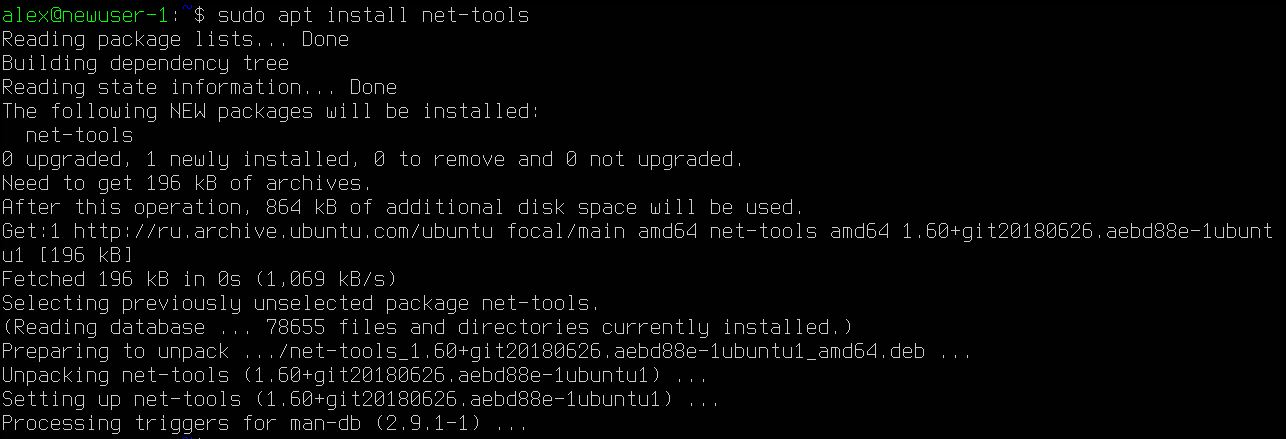 alex@newuser-1:~$ sudo apt install net-tools
Reading package lists... Done
Building dependency tree
Reading state information... Done
The following NEW packages will be installed:
  net-tools
0 upgraded, 1 newly installed, 0 to remove and 0 not upgraded.
Need to get 196 kB of archives.
After this operation, 864 kB of additional disk space will be used.
Get:1 http://ru.archive.ubuntu.com/ubuntu focal/main amd64 net-tools amd64 1.60+git20180626.aebd88e-1ubunt
u1 [196 kB]
Fetched 196 kB in 0s (1,069 kB/s)
Selecting previously unselected package net-tools.
(Reading database ... 78655 files and directories currently installed.)
Preparing to unpack .../net-tools_1.60+git20180626.aebd88e-1ubuntu1_amd64.deb ...
Unpacking net-tools (1.60+git20180626.aebd88e-1ubuntu1) ...
Setting up net-tools (1.60+git20180626.aebd88e-1ubuntu1) ...
Processing triggers for man-db (2.9.1-1) ...